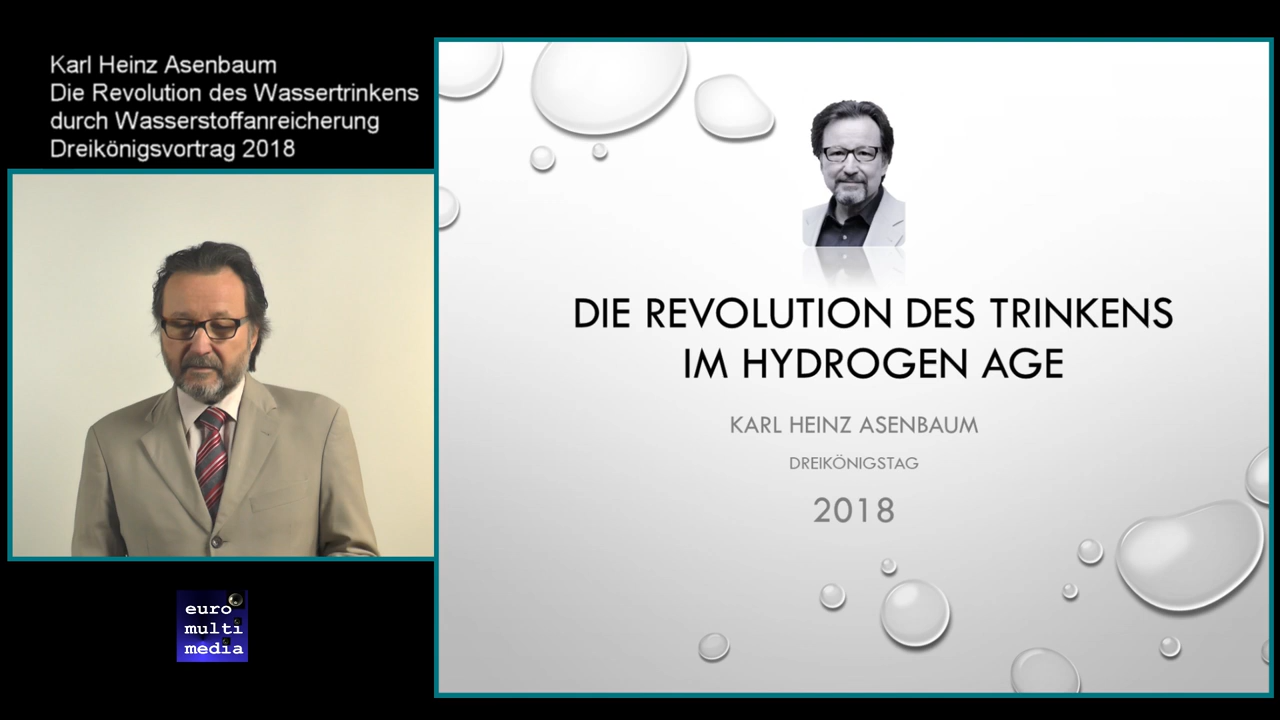 Karl Heinz Asenbaum
Die Revolution des Wassertrinkens
durch Wasserstoffanreicherung
Dreikönigsvortrag 2018
DIE REVOLUTION DES TRINKENS
IM HYDROGEN AGE
KARL HEINZ ASENBAUM
DREIKÖNIGSTAG
2018
euro
multi
media